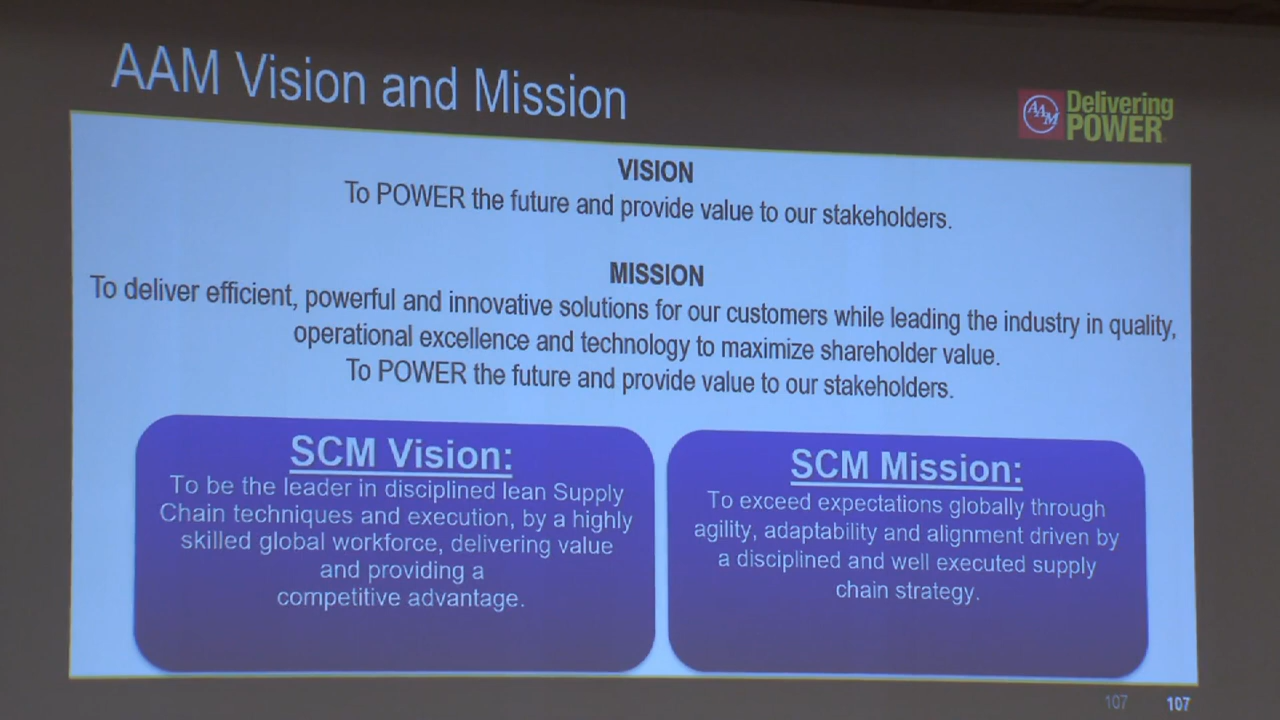 AAM Vision and Mission
AAM
Delivering
POWER
VISION
To POWER the future and provide value to our stakeholders.
MISSION
To deliver efficient, powerful and innovative solutions for our customers while leading the industry in quality,
operational excellence and technology to maximize shareholder value.
To POWER the future and provide value to our stakeholders.
SCM Vision:
To be the leader in disciplined lean Supply
Chain techniques and execution, by a highly
skilled global workforce, delivering value
and providing a
competitive advantage.
SCM Mission:
To exceed expectations globally through
agility, adaptability and alignment driven by
a disciplined and well executed supply
chain strategy.
107 107